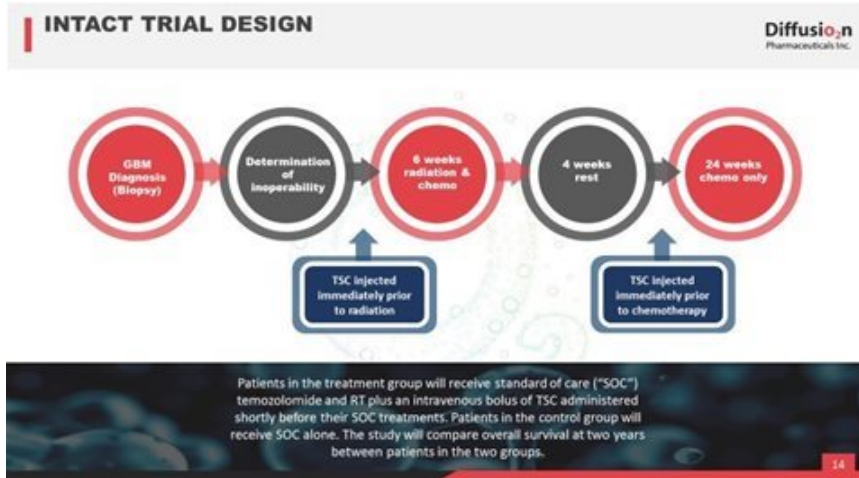 INTACT TRIAL DESIGN
Diffusio₂n
Pharmaceuticals Inc.
GBM
Diagnosis
(Biopsy)
Determination
of
inoperability
6 weeks
radiation &
chemo
4 weeks
rest
24 weeks
chemo only
TSC injected
immediately prior
to radiation
TSC injected
immediately prior
to chemotherapy
Patients in the treatment group will receive standard of care ("SOC")
temozolomide and RT plus an intravenous bolus of TSC administered
shortly before their SOC treatments. Patients in the control group will
receive SOC alone. The study will compare overall survival at two years
between patients in the two groups.
14